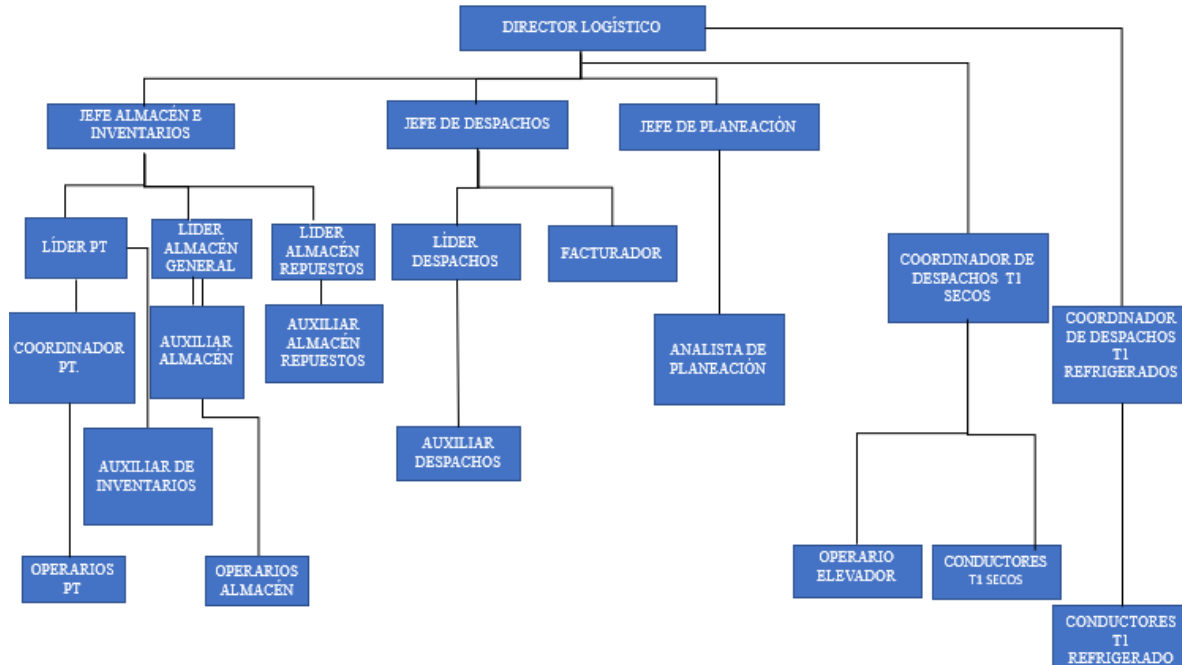 DIRECTOR LOGÍSTICO
JEFE ALMACÉN E
INVENTARIOS
JEFE DE DESPACHOS
JEFE DE PLANEACIÓN
LÍDER PT
LÍDER
ALMACÉN
GENERAL
LÍDER
ALMACÉN
REPUESTOS
LÍDER
DESPACHOS
FACTURADOR
COORDINADOR DE
DESPACHOS T1
SECOS
COORDINADOR
PT.
AUXILIAR
ALMACÉN
AUXILIAR
ALMACÉN
REPUESTOS
ANALISTA DE
PLANEACIÓN
COORDINADOR
DE DESPACHOS
T1
REFRIGERADOS
AUXILIAR DE
INVENTARIOS
AUXILIAR
DESPACHOS
OPERARIOS
PT
OPERARIOS
ALMACÉN
OPERARIO
ELEVADOR
CONDUCTORES
T1 SECOS
CONDUCTORES
T1
REFRIGERADO